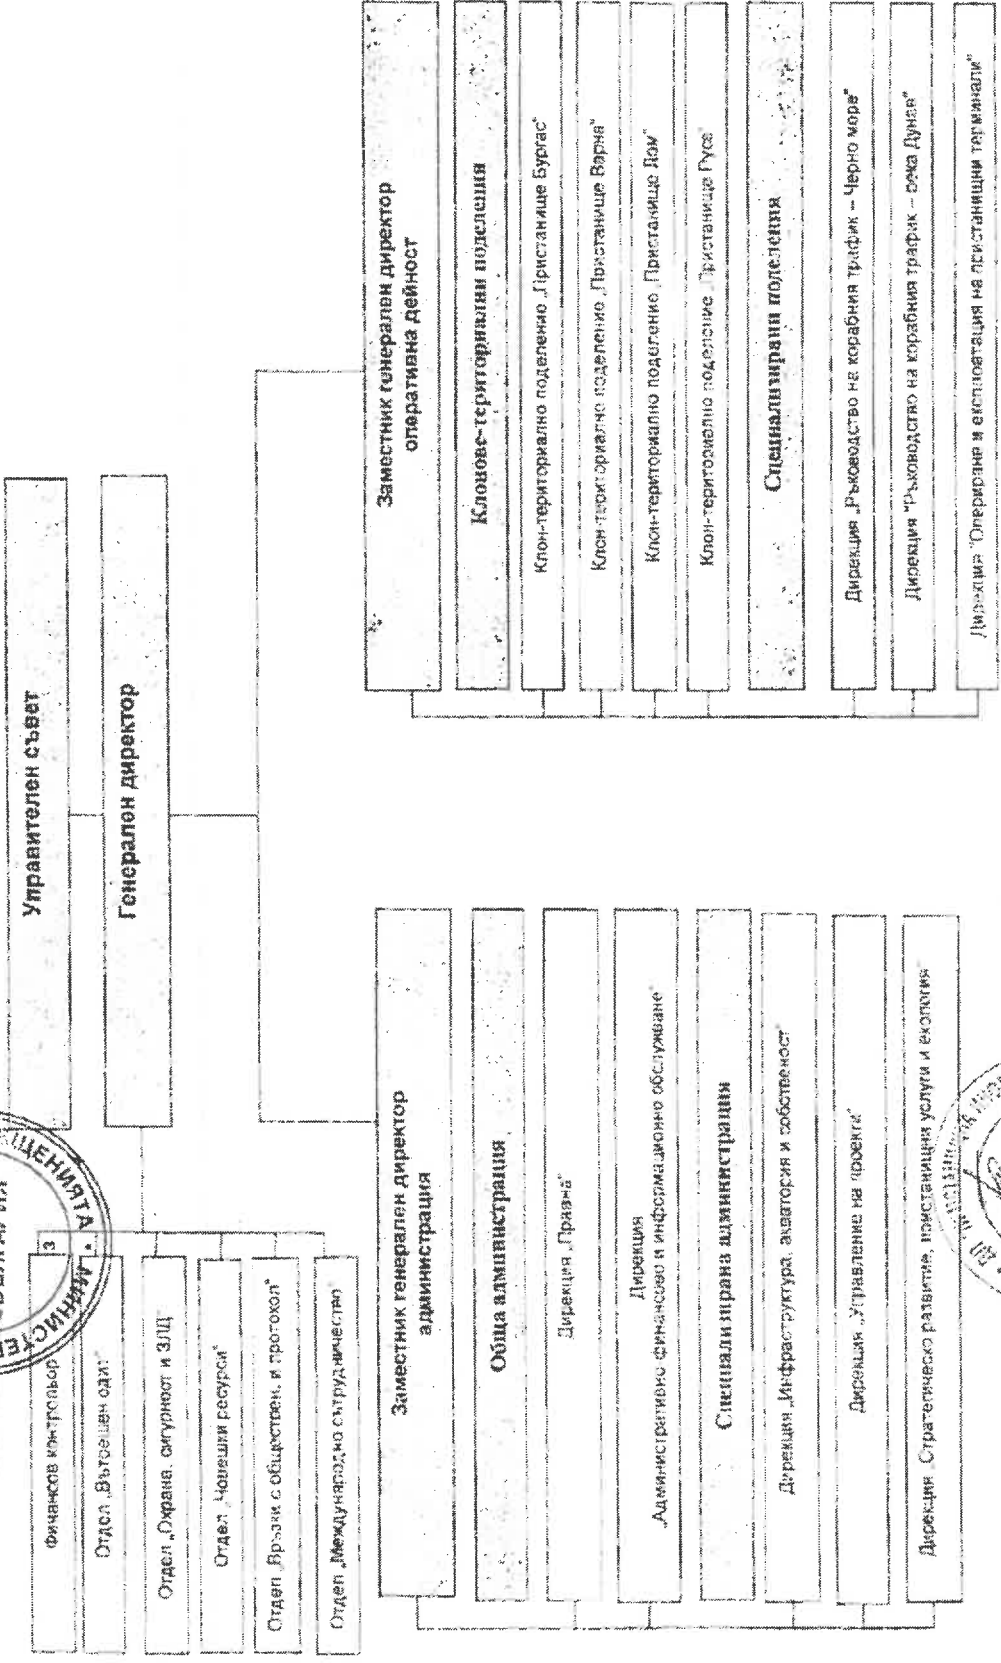 Управителен съвет
Генерален директор
Финансов контрольор
3
Отдел „Вътрешен одит“
Отдел „Охрана, сигурност и ЗЛД“
Отдел „Човешки ресурси“
Отдел „Връзки с обществен. и протокол“
Отдел „Международно сътрудничество“
Заместник генерален директор
администрация
Обща администрация
Дирекция „Правна“
Дирекция
„Административно финансово и информационно обслужване“
Специализирана администрация
Дирекция „Инфраструктура, акватория и собственост“
Дирекция „Управление на проекти“
Дирекция „Стратегическо развитие, пристанищни услуги и екология“
Заместник генерален директор
оперативна дейност
Клонове-териториални поделения
Клон-териториално поделение „Пристанище Бургас“
Клон-териториално поделение „Пристанище Варна“
Клон-териториално поделение „Пристанище Лом“
Клон-териториално поделение „Пристанище Русе“
Специализирани поделения
Дирекция „Ръководство на корабния трафик – Черно море“
Дирекция "Ръководство на корабния трафик – река Дунав“
Дирекция "Опериране и експлоатация на пристанищни терминали“